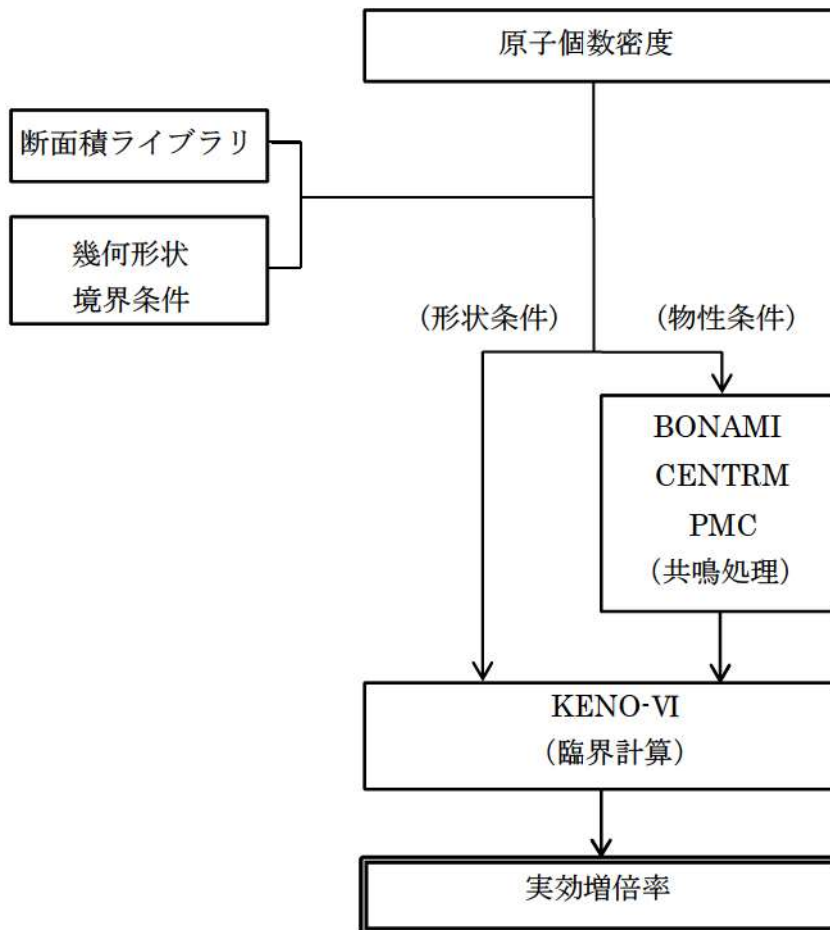 原子個数密度
断面積ライブラリ
幾何形状
境界条件
(形状条件)
(物性条件)
BONAMI
CENTRM
PMC
(共鳴処理)
KENO-Ⅵ
(臨界計算)
実効増倍率